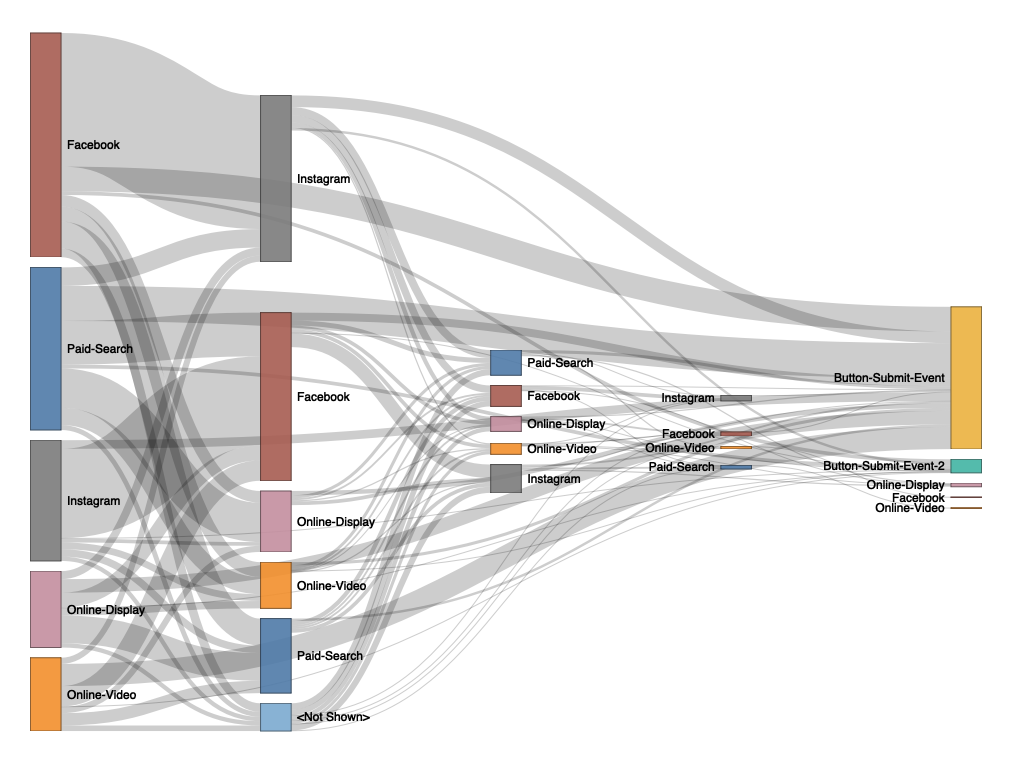 Facebook
Paid-Search
Instagram
Online-Display
Online-Video
Instagram
Facebook
Online-Display
Online-Video
Paid-Search
<Not Shown>
Paid-Search
Facebook
Online-Display
Online-Video
Instagram
Instagram
Facebook
Online-Video
Paid-Search
Button-Submit-Event
Button-Submit-Event-2
Online-Display
Facebook
Online-Video